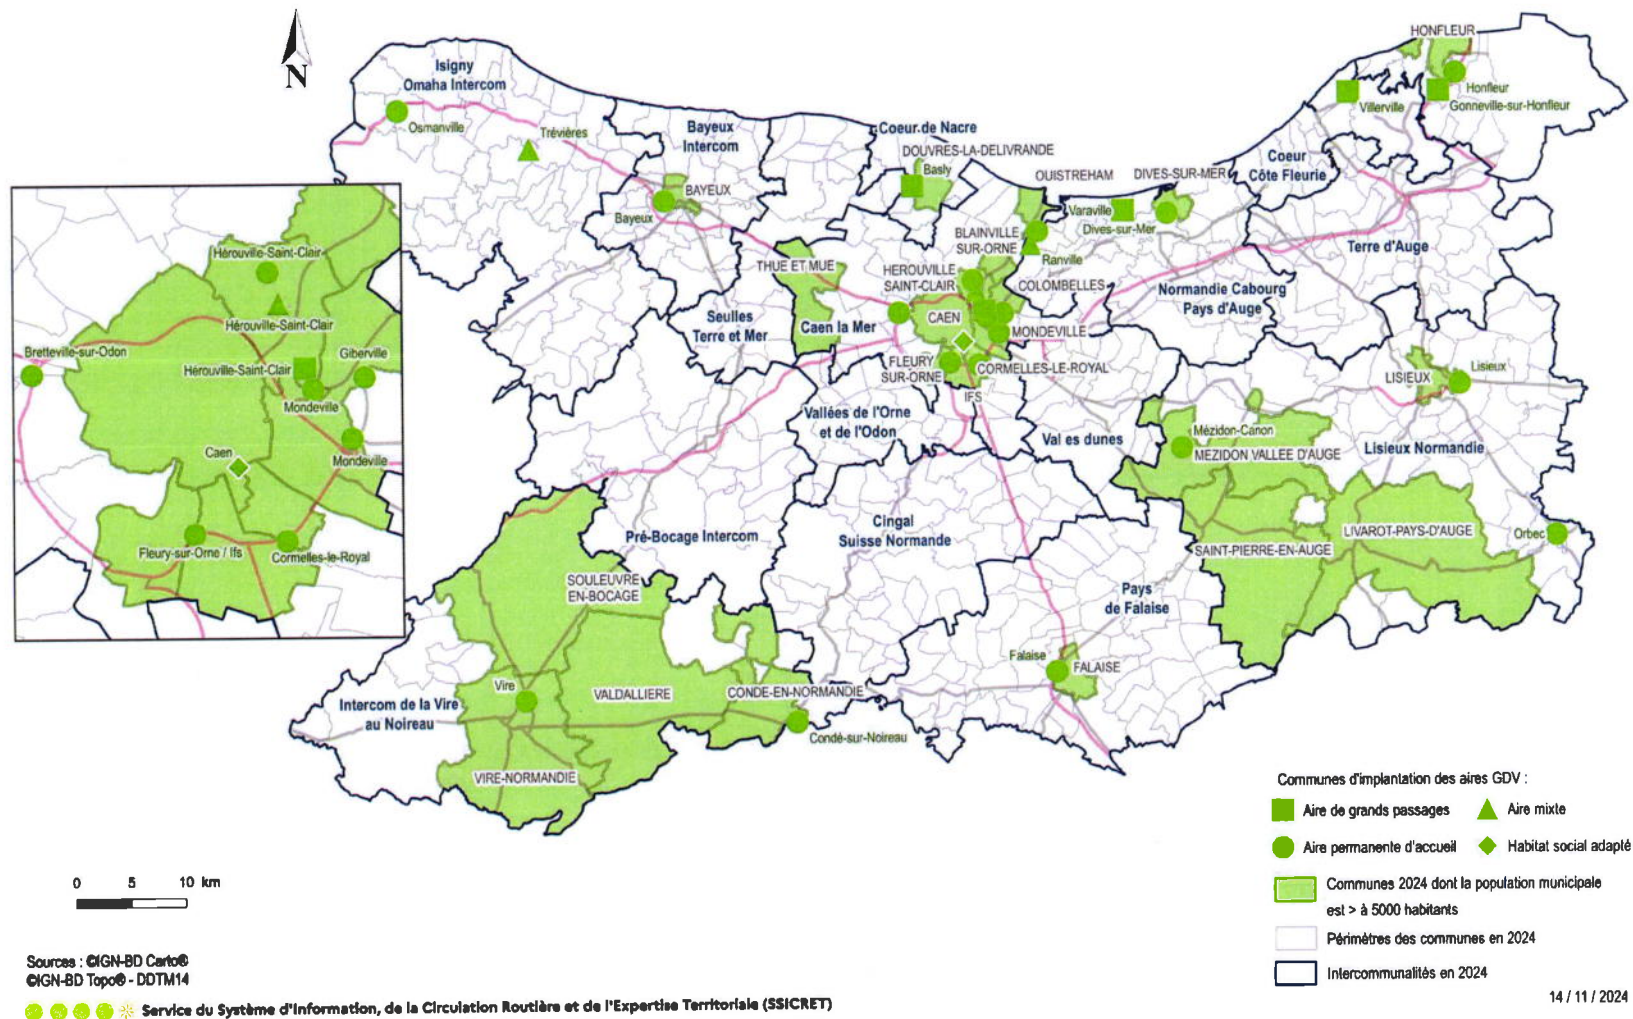 N
HONFLEUR
Honfleur
Gonneville-sur-Honfleur
Villerville
Isigny
Omaha Intercom
Osmanville
Trévières
Bayeux
Intercom
BAYEUX
Bayeux
Coeur de Nacre
DOUVRES-LA-DELIVRANDE
Basly
OUISTREHAM
DIVES-SUR-MER
Coeur
Côte Fleurie
Varaville
Dives-sur-Mer
BLAINVILLE
SUR-ORNE
Ranville
Terre d'Auge
THUE ET MUE
HEROUVILLE
SAINT-CLAIR
COLOMBELLES
Normandie Cabourg
Pays d'Auge
Seulles
Terre et Mer
Caen la Mer
CAEN
MONDEVILLE
FLEURY
SUR-ORNE
CORMELLES-LE-ROYAL
IFS
LISIEUX
Lisieux
Vallées de l'Orne
et de l'Odon
Val es dunes
Mézidon-Canon
MEZIDON VALLEE D'AUGE
Lisieux Normandie
Hérouville-Saint-Clair
Hérouville-Saint-Clair
Bretteville-sur-Odon
Hérouville-Saint-Clair
Giberville
Mondeville
Caen
Mondeville
Fleury-sur-Orne / Ifs
Cormelles-le-Royal
Pré-Bocage Intercom
Cingal
Suisse Normande
SAINT-PIERRE-EN-AUGE
LIVAROT-PAYS-D'AUGE
Orbec
SOULEUVRE
EN-BOCAGE
Pays
de Falaise
Falaise
FALAISE
Vire
VALDALLIERE
CONDE-EN-NORMANDIE
Intercom de la Vire
au Noireau
Condé-sur-Noireau
VIRE-NORMANDIE
Communes d'implantation des aires GDV :
Aire de grands passages
Aire mixte
Aire permanente d'accueil
Habitat social adapté
Communes 2024 dont la population municipale
est > à 5000 habitants
Périmètres des communes en 2024
Intercommunalités en 2024
0 5 10 km
Sources : ©IGN-BD Carto®
©IGN-BD Topo® - DDTM14
Service du Système d'Information, de la Circulation Routière et de l'Expertise Territoriale (SSICRET)
14 / 11 / 2024